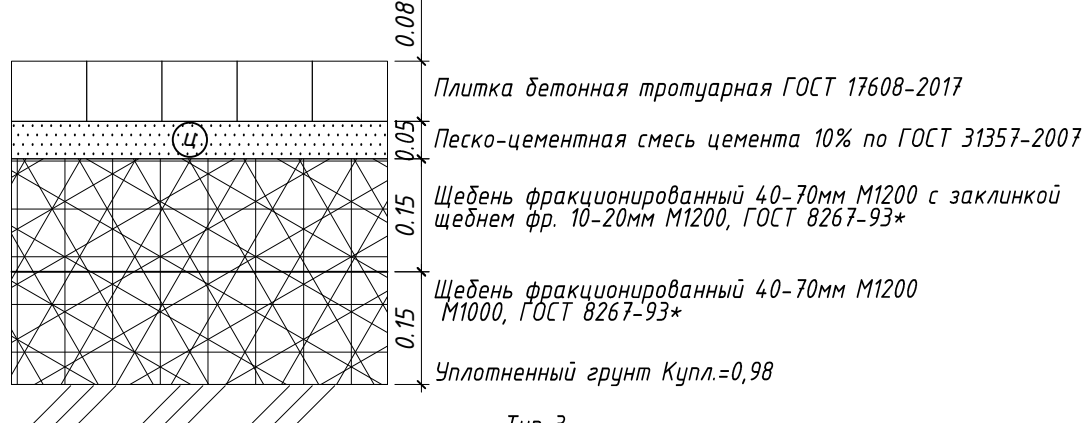 0.08
Плитка бетонная тротуарная ГОСТ 17608-2017
0.05
Песко-цементная смесь цемента 10% по ГОСТ 31357-2007
Ц
0.15
Щебень фракционированный 40-70мм М1200 с заклинкой
щебнем фр. 10-20мм М1200, ГОСТ 8267-93*
0.15
Щебень фракционированный 40-70мм М1200
М1000, ГОСТ 8267-93*
Уплотненный грунт Купл.=0,98